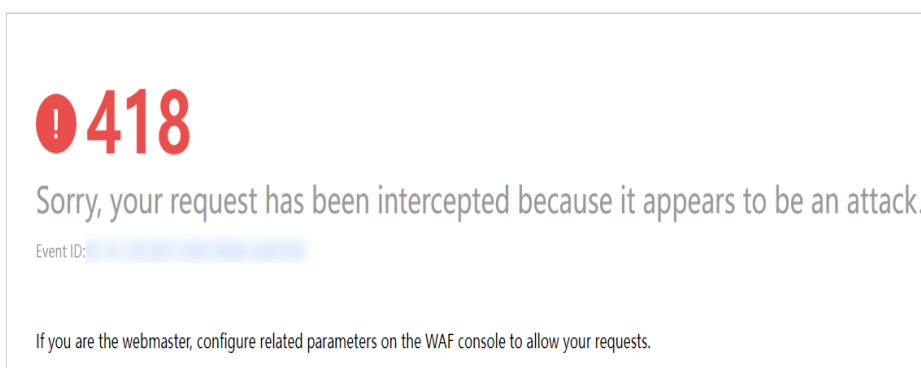 ! 418
Sorry, your request has been intercepted because it appears to be an attack.
Event ID:
If you are the webmaster, configure related parameters on the WAF console to allow your requests.